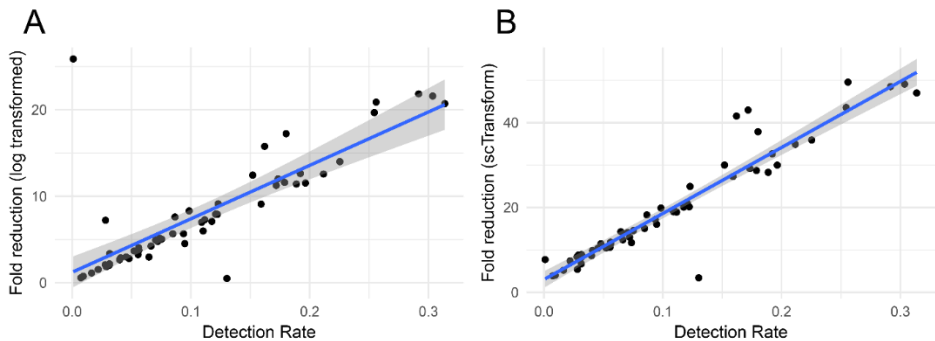 A
Fold reduction (log transformed)
20
10
0
0.0 0.1 0.2 0.3
Detection Rate
B
Fold reduction (scTransform)
40
20
0
0.0 0.1 0.2 0.3
Detection Rate